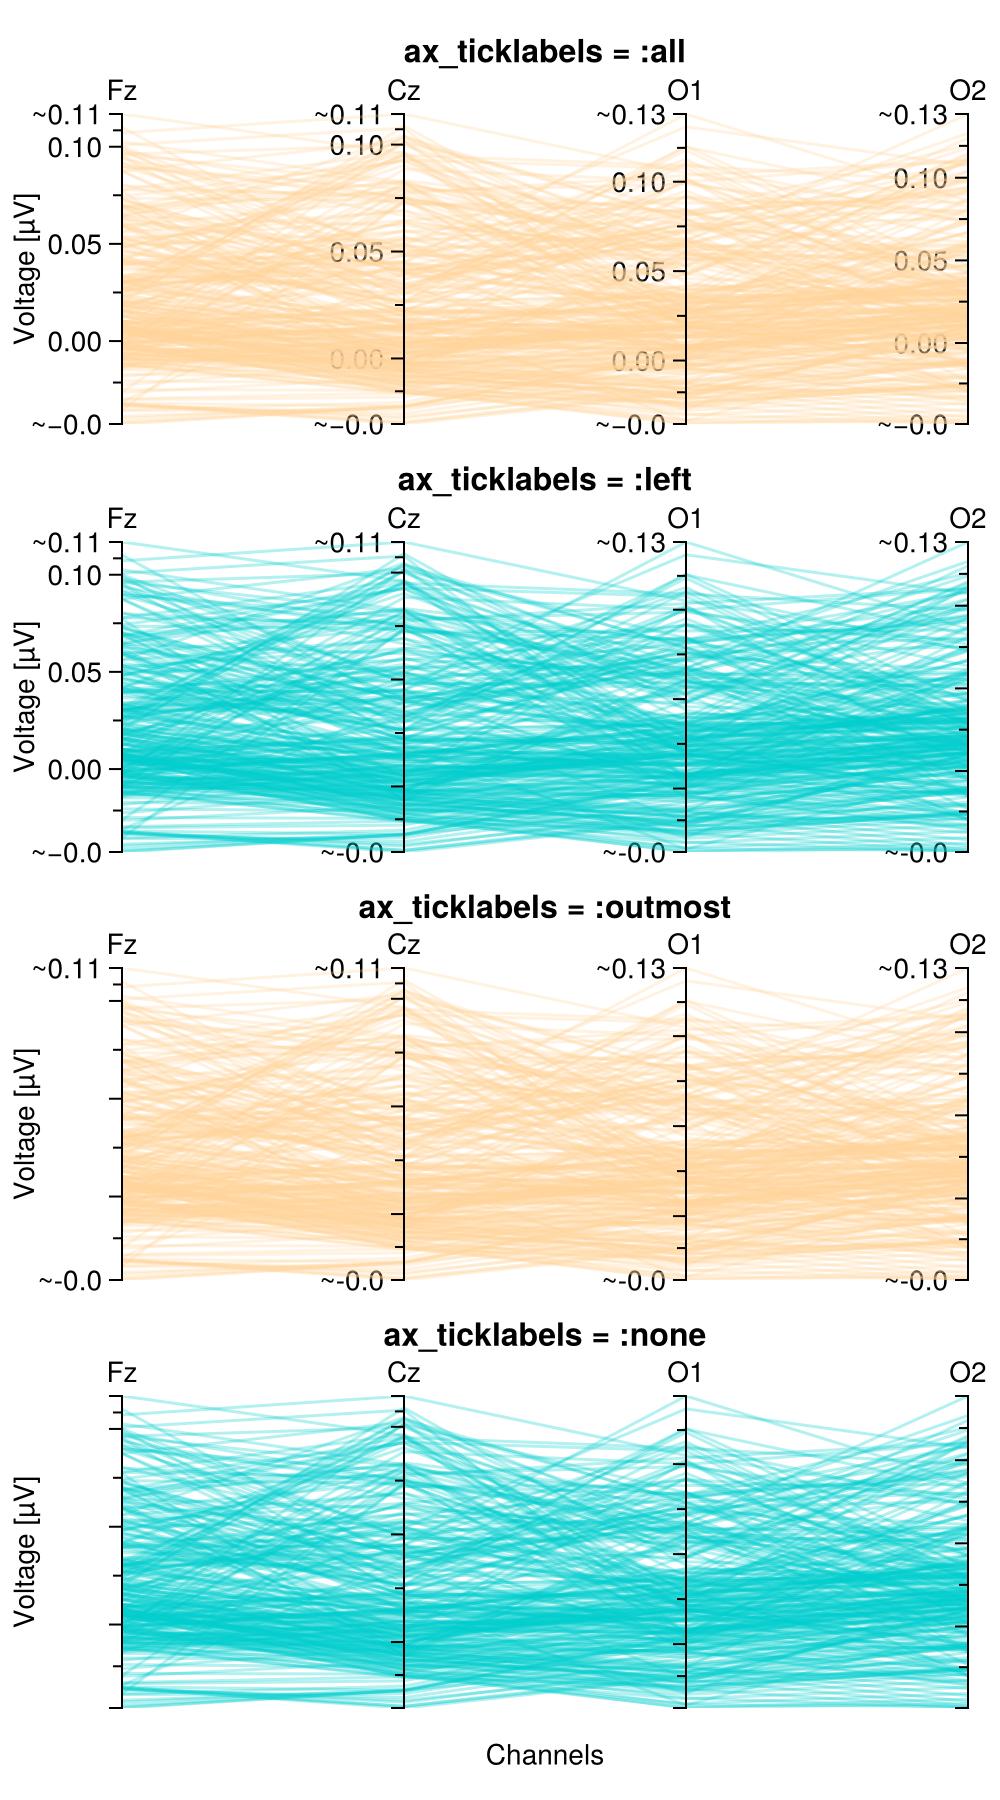 ax_ticklabels = :all
Fz Cz O1 O2
~0.11 ~0.11 ~0.13 ~0.13
0.10 0.10 0.10 0.10
0.05 0.05 0.05 0.05
0.00 0.00 0.00 0.00
~−0.0 ~−0.0 ~−0.0 ~−0.0
Voltage [µV]
ax_ticklabels = :left
Fz Cz O1 O2
~0.11 ~0.11 ~0.13 ~0.13
0.10
0.05
0.00
~−0.0 ~-0.0 ~-0.0 ~-0.0
Voltage [µV]
ax_ticklabels = :outmost
Fz Cz O1 O2
~0.11 ~0.11 ~0.13 ~0.13
~-0.0 ~-0.0 ~-0.0 ~-0.0
Voltage [µV]
ax_ticklabels = :none
Fz Cz O1 O2
Voltage [µV]
Channels